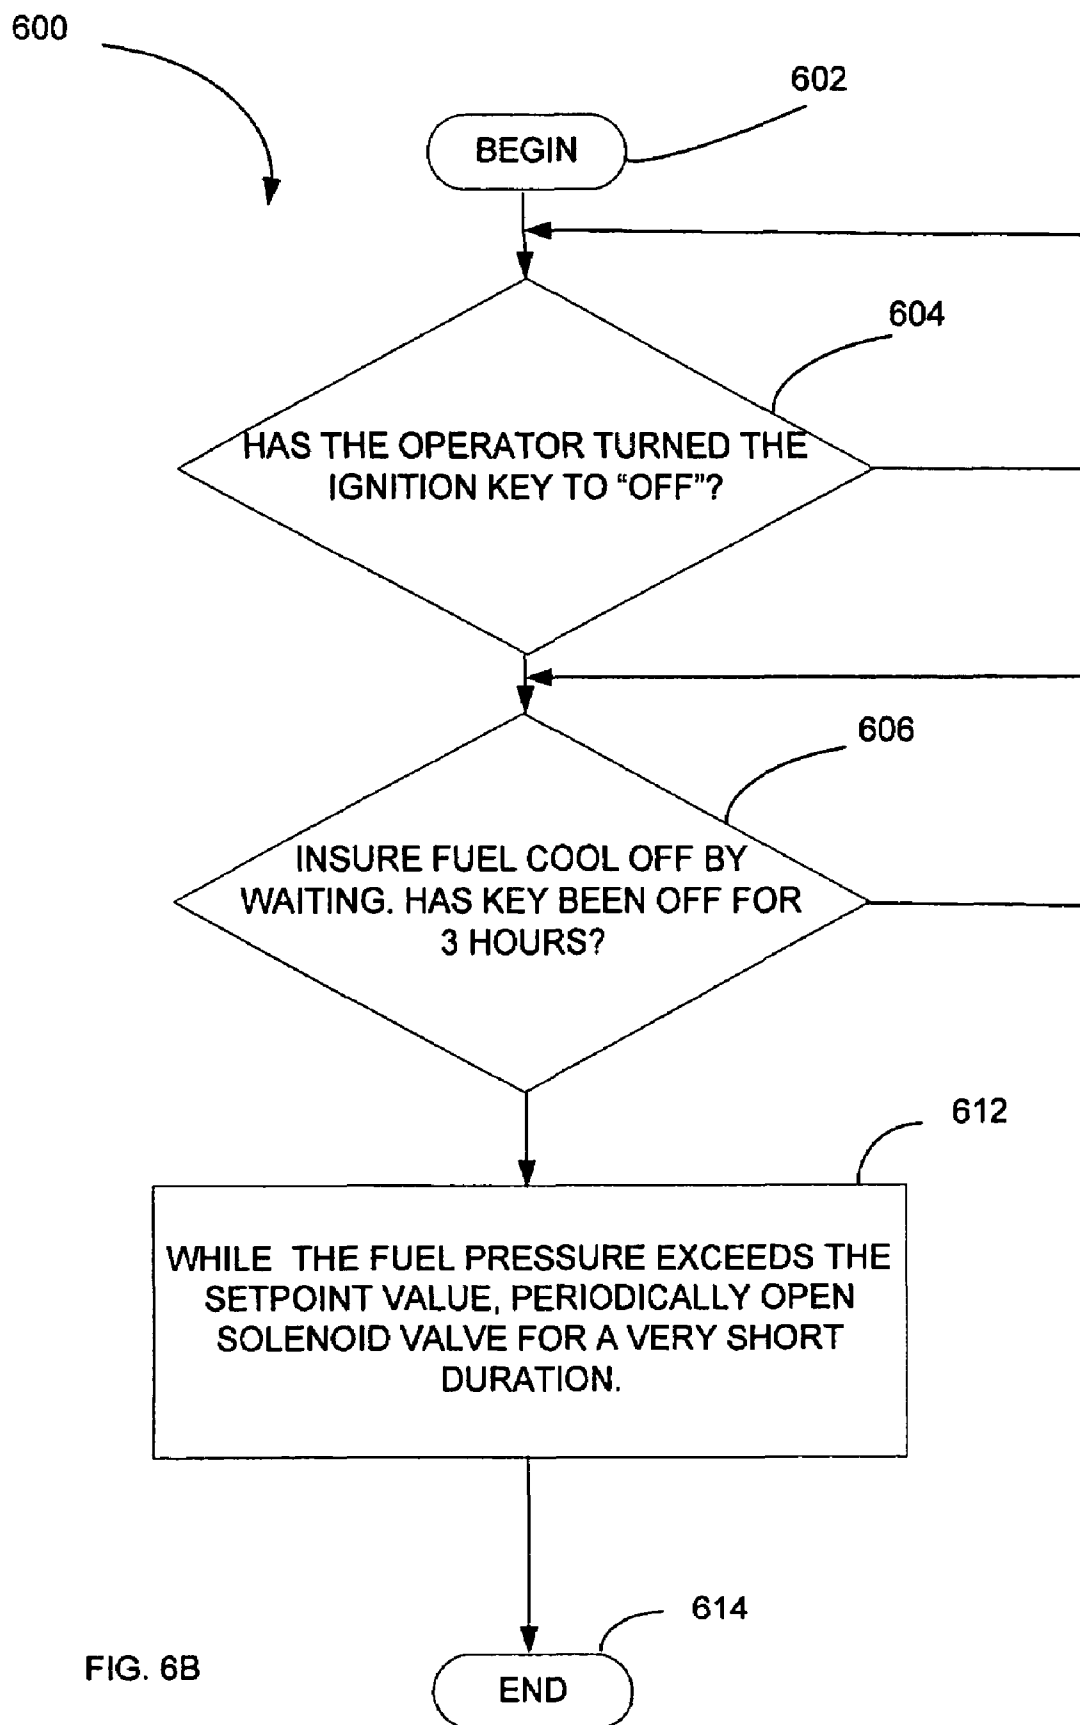 600
602
BEGIN
604
HAS THE OPERATOR TURNED THE
IGNITION KEY TO “OFF”?
606
INSURE FUEL COOL OFF BY
WAITING. HAS KEY BEEN OFF FOR
3 HOURS?
612
WHILE THE FUEL PRESSURE EXCEEDS THE
SETPOINT VALUE, PERIODICALLY OPEN
SOLENOID VALVE FOR A VERY SHORT
DURATION.
614
FIG. 6B
END